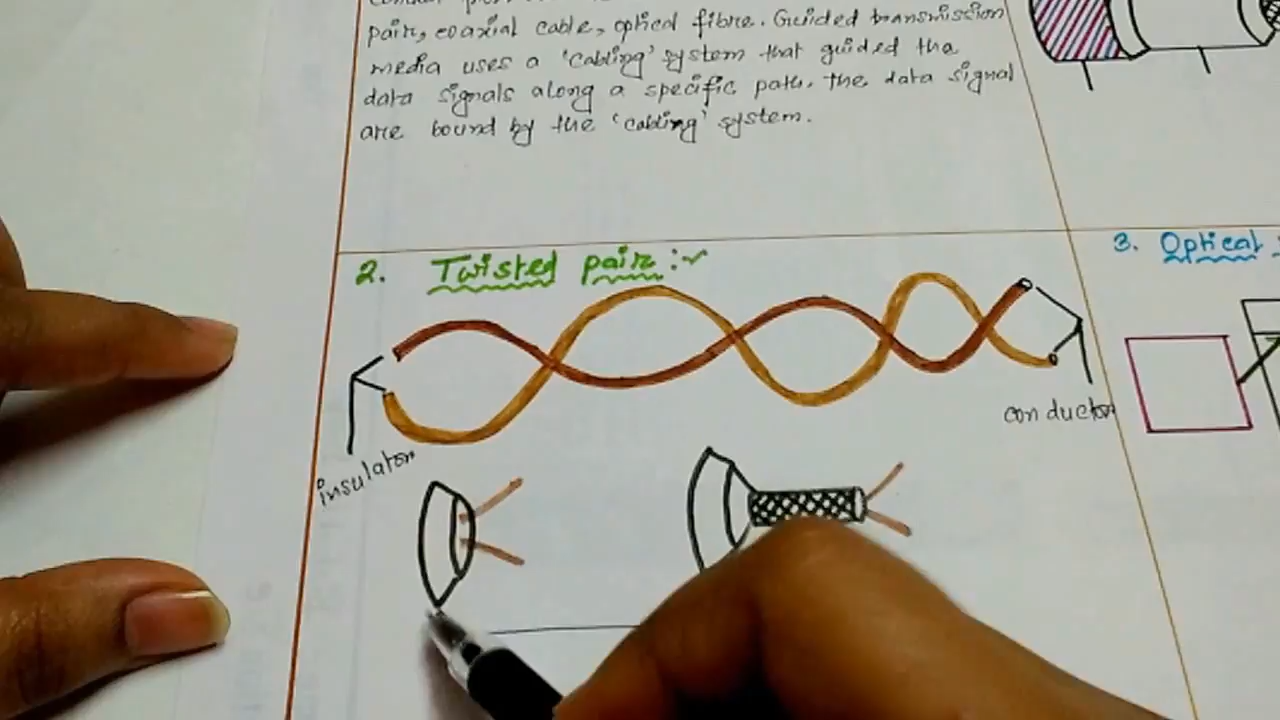 pair, coaxial cable, optical fibre. Guided transmission
media uses a 'Cabling' system that guided the
data signals along a specific path. the data signal
are bound by the 'cabling' system.
2. Twisted pair :-
3. Optical
conductor
insulator